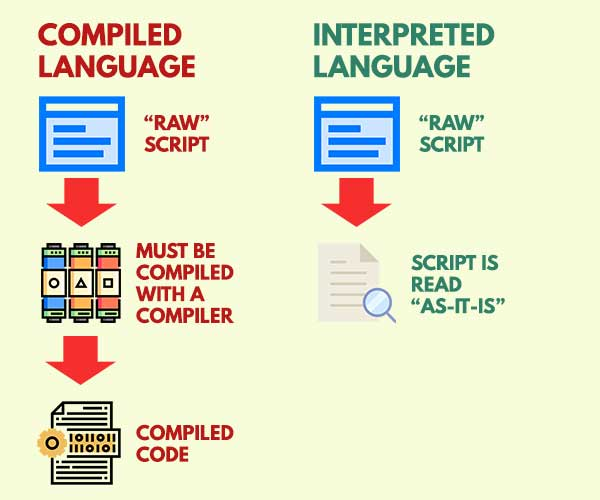 COMPILED
LANGUAGE
“RAW”
SCRIPT
MUST BE
COMPILED
WITH A
COMPILER
COMPILED
CODE
INTERPRETED
LANGUAGE
“RAW”
SCRIPT
SCRIPT IS
READ
“AS-IT-IS”